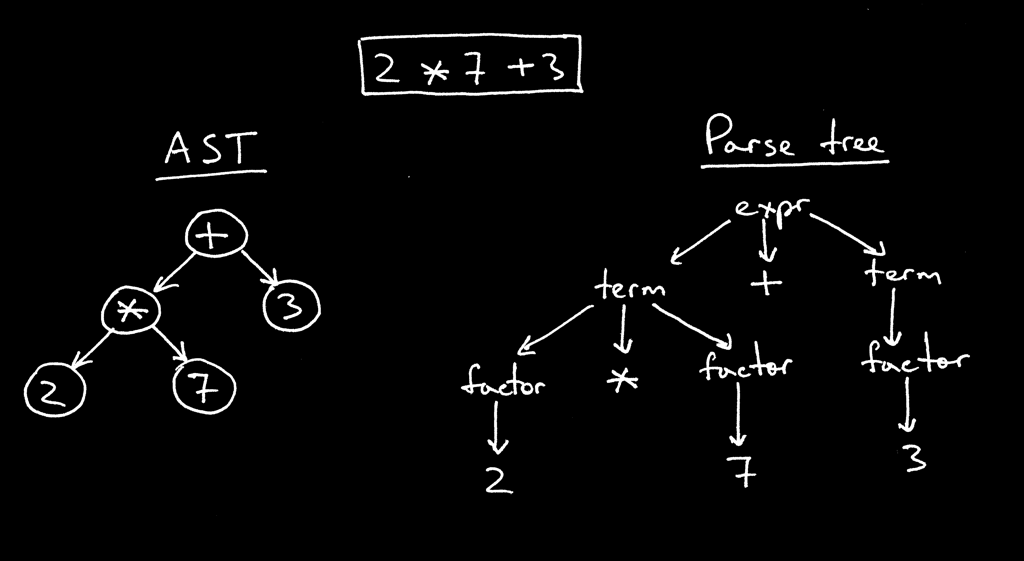 2 * 7 + 3
AST
Parse tree
+
* 3
2 7
expr
term + term
factor * factor factor
2 7 3